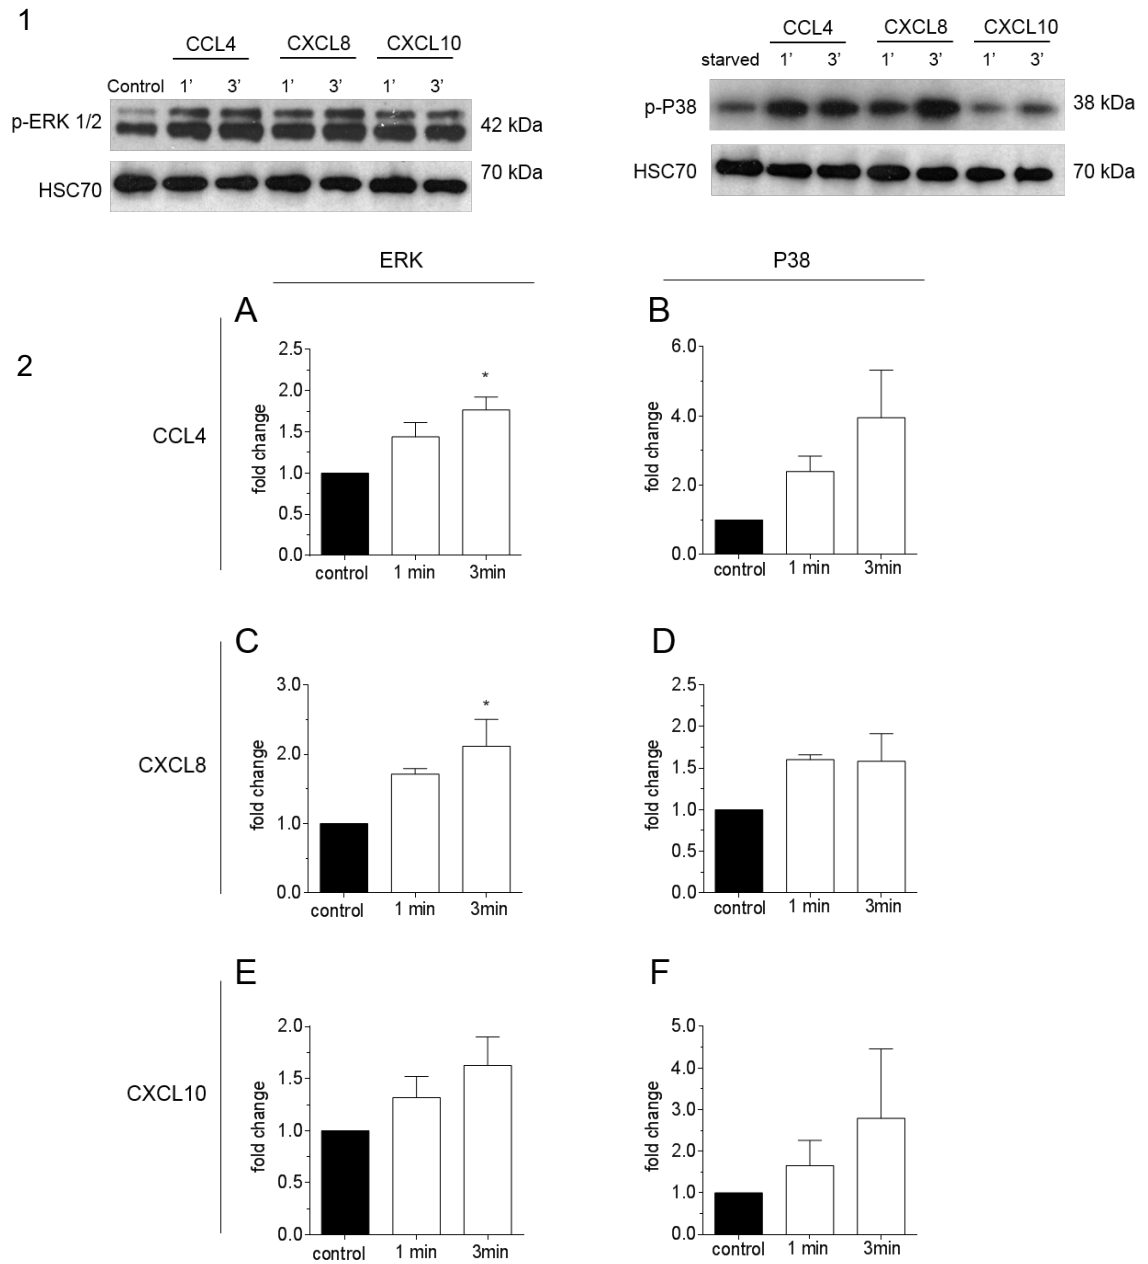 1
CCL4 CXCL8 CXCL10
Control 1’ 3’ 1’ 3’ 1’ 3’
p-ERK 1/2
42 kDa
HSC70
70 kDa
CCL4 CXCL8 CXCL10
starved 1’ 3’ 1’ 3’ 1’ 3’
p-P38
38 kDa
HSC70
70 kDa
ERK
P38
2
CCL4
A
fold change
2.5
2.0
1.5
1.0
0.5
0.0
*
control 1 min 3min
B
fold change
6.0
4.0
2.0
0.0
control 1 min 3min
CXCL8
C
fold change
3.0
2.0
1.0
0.0
*
control 1 min 3min
D
fold change
2.5
2.0
1.5
1.0
0.5
0.0
control 1 min 3min
CXCL10
E
fold change
2.0
1.5
1.0
0.5
0.0
control 1 min 3min
F
fold change
5.0
4.0
3.0
2.0
1.0
0.0
control 1 min 3min